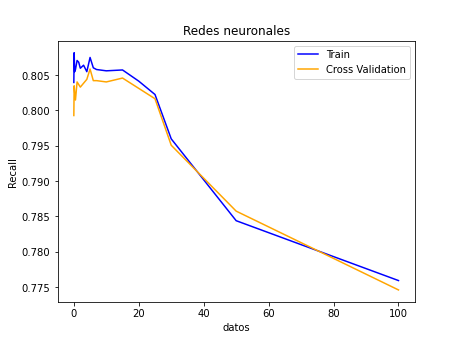 Redes neuronales
Train
Cross Validation
Recall
0.805
0.800
0.795
0.790
0.785
0.780
0.775
0 20 40 60 80 100
datos